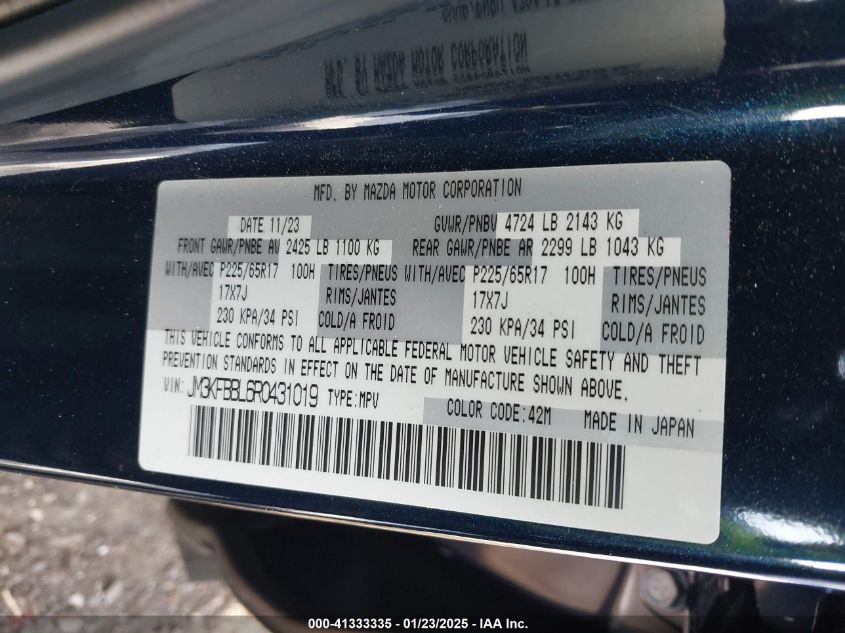 MFD. BY MAZDA MOTOR CORPORATION
DATE 11/23 GVWR/PNBV 4724 LB 2143 KG
FRONT GAWR/PNBE AV 2425 LB 1100 KG REAR GAWR/PNBE AR 2299 LB 1043 KG
WITH/AVEC P225/65R17 100H TIRES/PNEUS WITH/AVEC P225/65R17 100H TIRES/PNEUS
17X7J RIMS/JANTES 17X7J RIMS/JANTES
230 KPA/34 PSI COLD/A FROID 230 KPA/34 PSI COLD/A FROID
THIS VEHICLE CONFORMS TO ALL APPLICABLE FEDERAL MOTOR VEHICLE SAFETY AND THEFT
PREVENTION STANDARDS IN EFFECT ON THE DATE OF MANUFACTURE SHOWN ABOVE.
VIN: JM3KFBBL6R0431019 TYPE:MPV COLOR CODE:42M MADE IN JAPAN
000-41333335 - 01/23/2025 - IAA Inc.